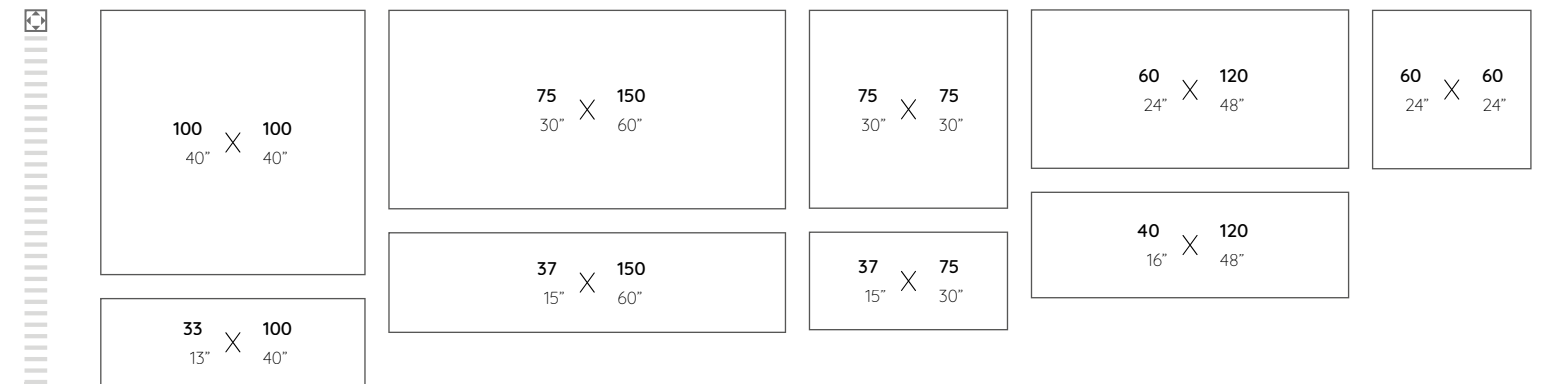 100 X 100
40” 40”
75 X 150
30” 60”
75 X 75
30” 30”
60 X 120
24” 48”
60 X 60
24” 24”
40 X 120
16” 48”
37 X 150
15” 60”
37 X 75
15” 30”
33 X 100
13” 40”